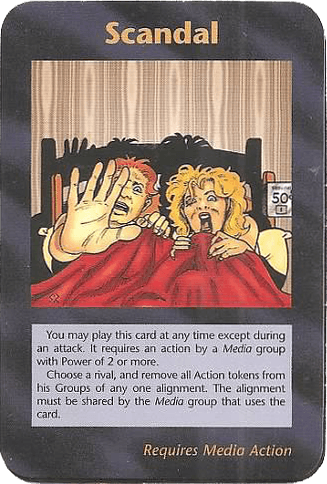 Scandal
50¢
You may play this card at any time except during
an attack. It requires an action by a Media group
with Power of 2 or more.
Choose a rival, and remove all Action tokens from
his Groups of any one alignment. The alignment
must be shared by the Media group that uses the
card.
Requires Media Action